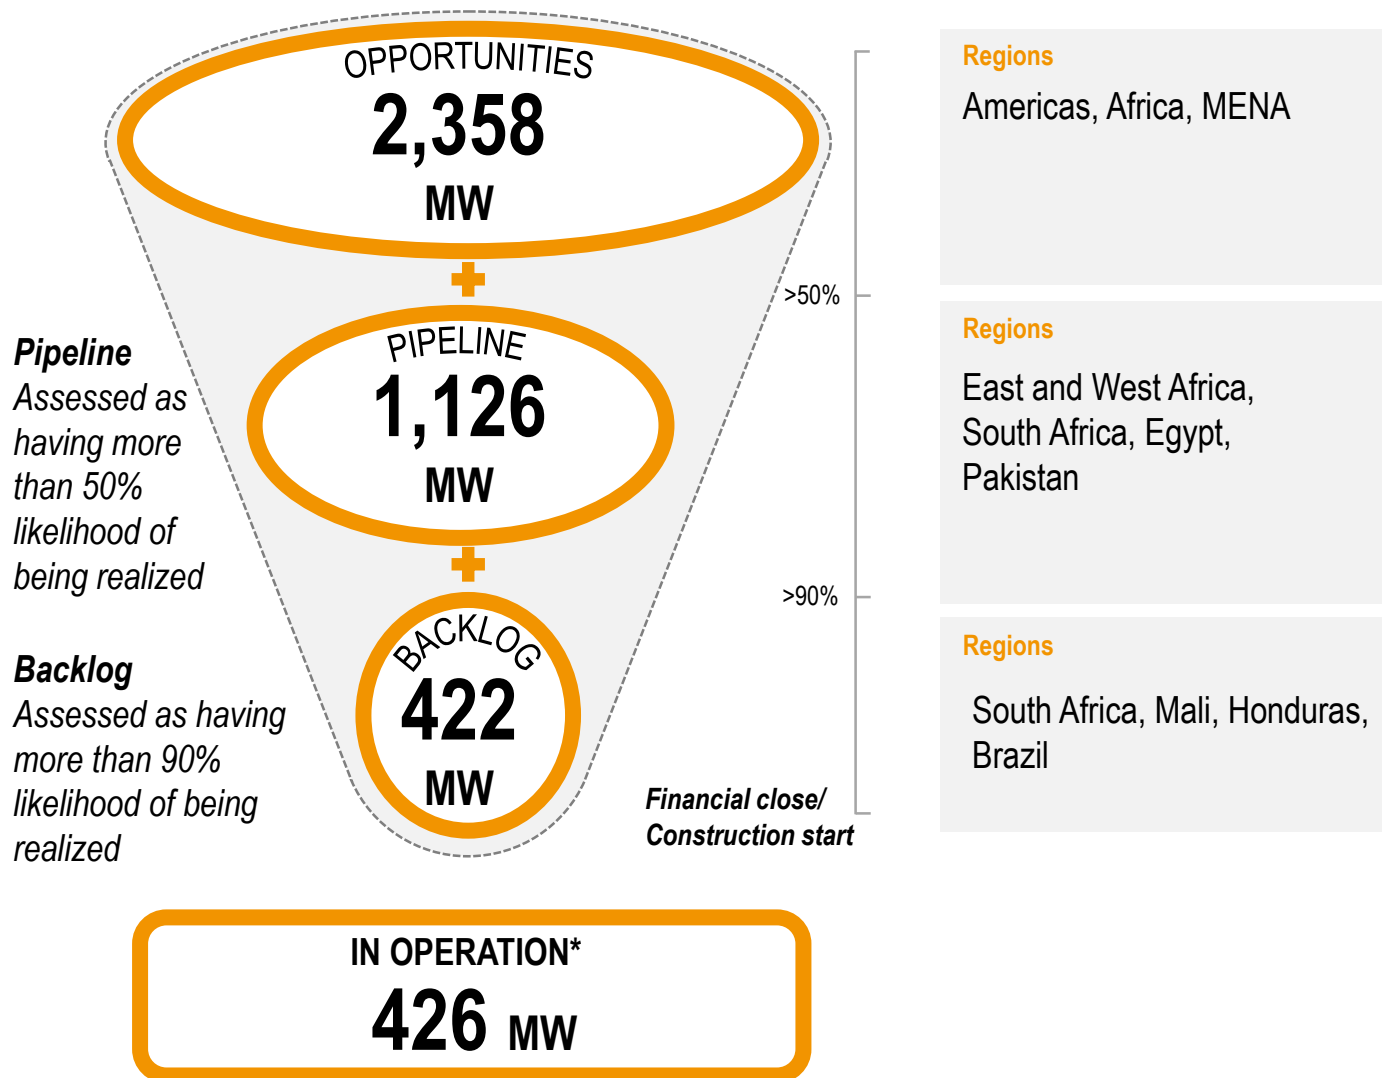 OPPORTUNITIES
2,358
MW
>50%
PIPELINE
1,126
MW
Pipeline
Assessed as
having more
than 50%
likelihood of
being realized
>90%
BACKLOG
422
MW
Backlog
Assessed as having
more than 90%
likelihood of being
realized
Financial close/
Construction start
IN OPERATION*
426 MW
Regions
Americas, Africa, MENA
Regions
East and West Africa,
South Africa, Egypt,
Pakistan
Regions
South Africa, Mali, Honduras,
Brazil